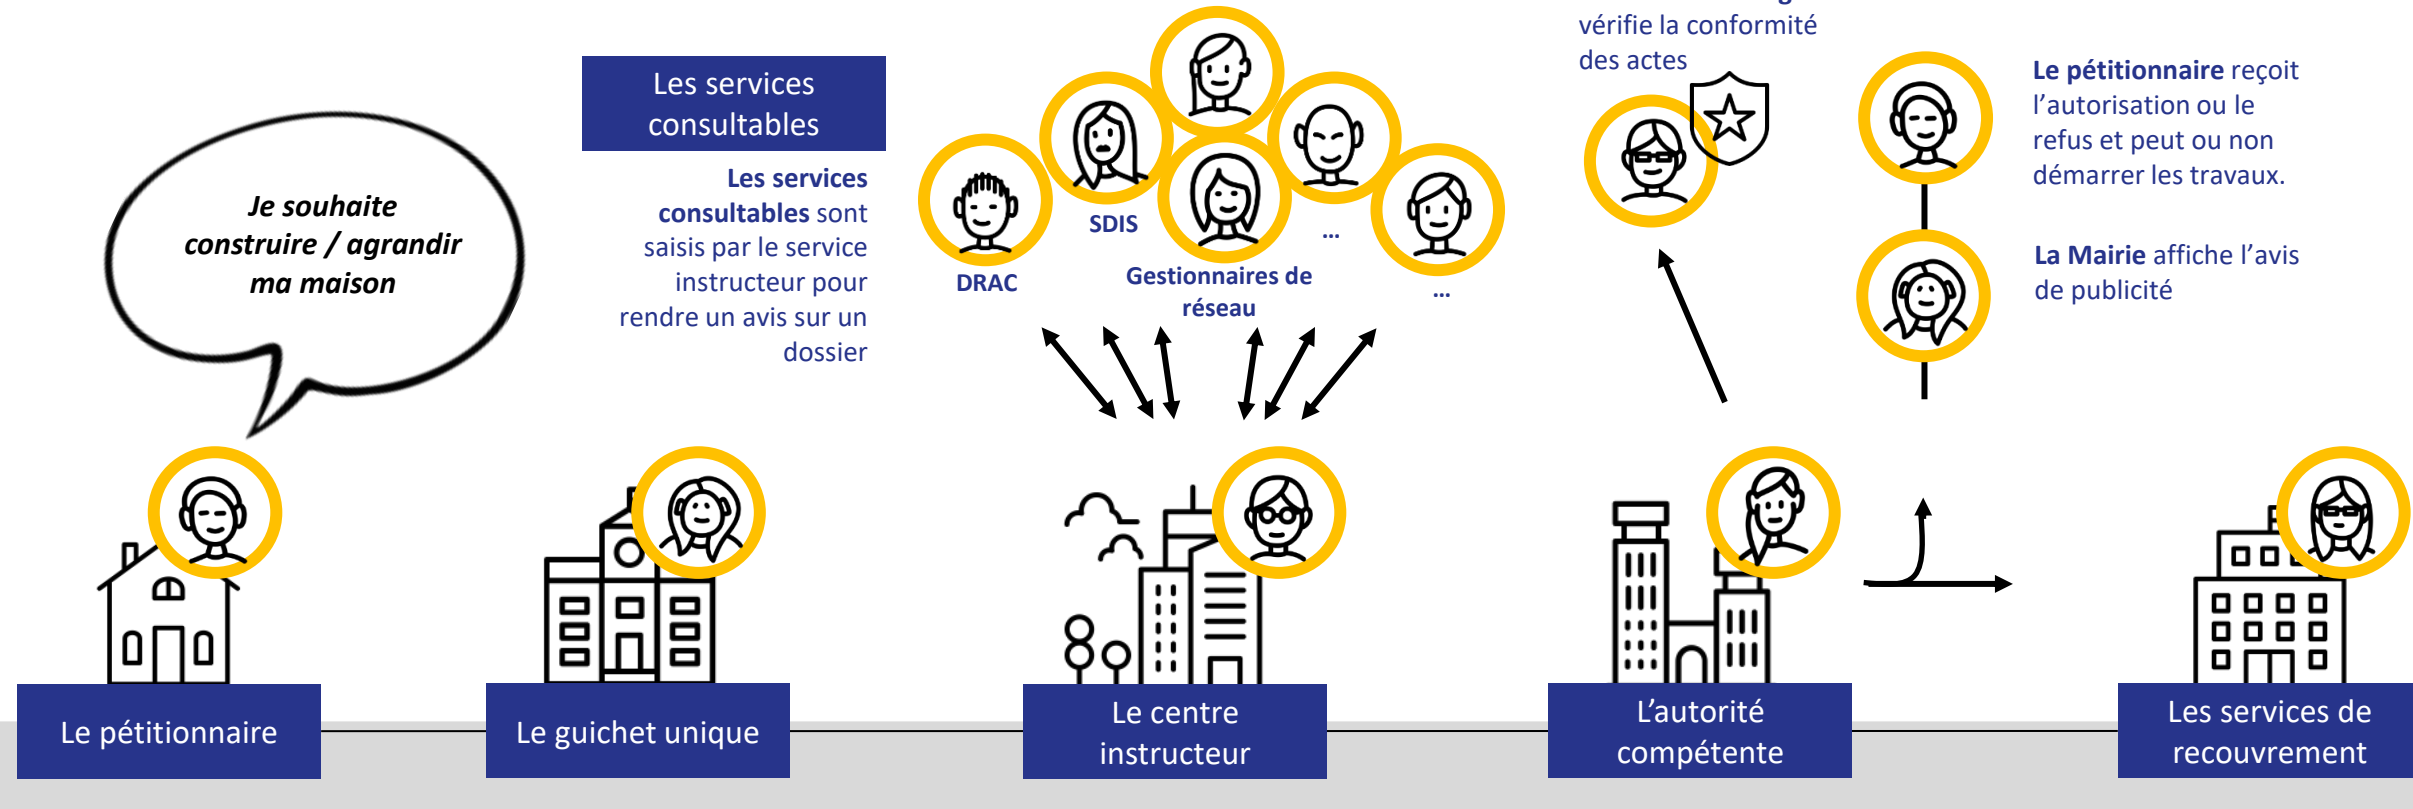 Je souhaite
construire / agrandir
ma maison
Les services
consultables
Les services
consultables sont
saisis par le service
instructeur pour
rendre un avis sur un
dossier
DRAC
SDIS
Gestionnaires de
réseau
...
...
vérifie la conformité
des actes
Le pétitionnaire reçoit
l’autorisation ou le
refus et peut ou non
démarrer les travaux.
La Mairie affiche l’avis
de publicité
Le pétitionnaire
Le guichet unique
Le centre
instructeur
L’autorité
compétente
Les services de
recouvrement